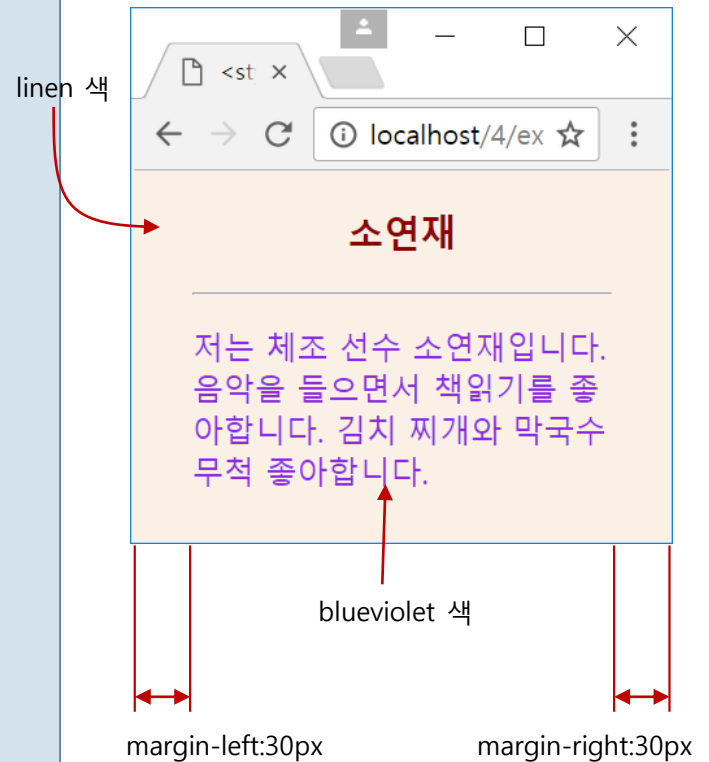 linen 색
<st
localhost/4/ex
소연재
저는 체조 선수 소연재입니다.
음악을 들으면서 책읽기를 좋
아합니다. 김치 찌개와 막국수
무척 좋아합니다.
blueviolet 색
margin-left:30px
margin-right:30px